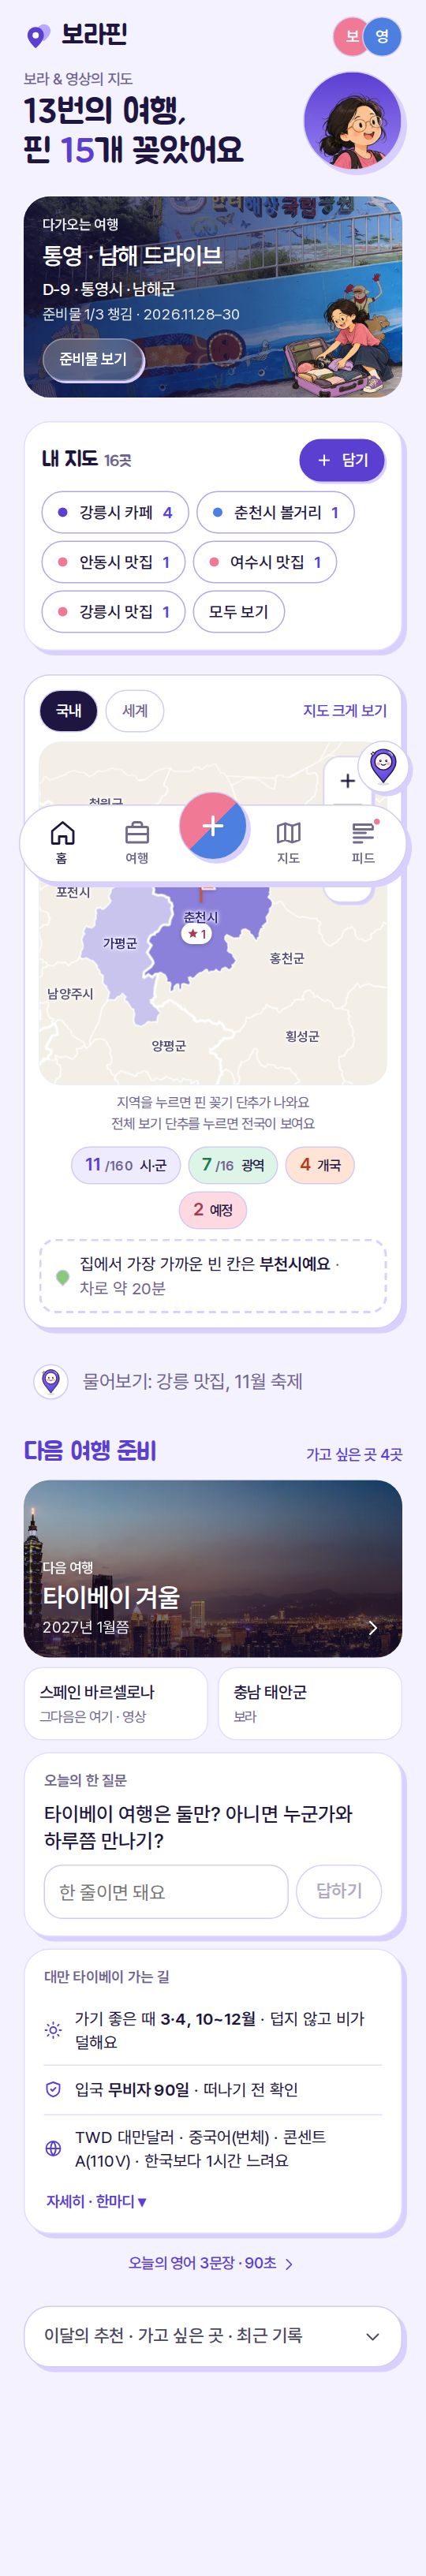 보라핀
보 영
보라 & 영상의 지도
13번의 여행,
핀 15개 꽂았어요
다가오는 여행
통영 · 남해 드라이브
D-9 · 통영시 · 남해군
준비물 1/3 챙김 · 2026.11.28–30
준비물 보기
내 지도 16곳
+ 담기
강릉시 카페 4
춘천시 볼거리 1
안동시 맛집 1
여수시 맛집 1
강릉시 맛집 1
모두 보기
국내
세계
지도 크게 보기
+
홈
여행
+
지도
피드
포천시
춘천시
★ 1
가평군
홍천군
남양주시
횡성군
양평군
지역을 누르면 핀 꽂기 단추가 나와요
전체 보기 단추를 누르면 전국이 보여요
11 /160 시·군
7 /16 광역
4 개국
2 예정
집에서 가장 가까운 빈 칸은 부천시예요 ·
차로 약 20분
물어보기: 강릉 맛집, 11월 축제
다음 여행 준비
가고 싶은 곳 4곳
다음 여행
타이베이 겨울
2027년 1월쯤
스페인 바르셀로나
그다음은 여기 · 영상
충남 태안군
보라
오늘의 한 질문
타이베이 여행은 둘만? 아니면 누군가와
하루쯤 만나기?
한 줄이면 돼요
답하기
대만 타이베이 가는 길
가기 좋은 때 3·4, 10~12월 · 덥지 않고 비가
덜해요
입국 무비자 90일 · 떠나기 전 확인
TWD 대만달러 · 중국어(번체) · 콘센트
A(110V) · 한국보다 1시간 느려요
자세히 · 한마디 ▾
오늘의 영어 3문장 · 90초
이달의 추천 · 가고 싶은 곳 · 최근 기록